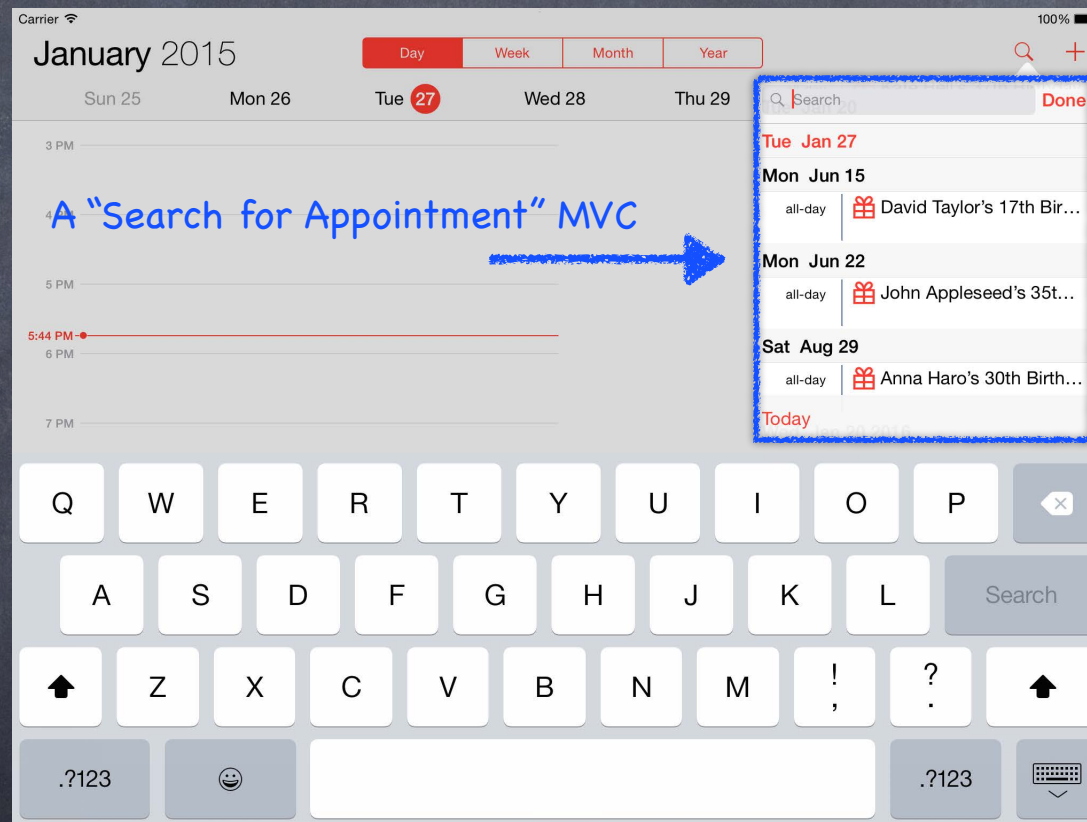 Carrier 100%
January 2015 Day Week Month Year +
Sun 25 Mon 26 Tue 27 Wed 28 Thu 29
Search Done
Tue Jan 27
3 PM
Mon Jun 15
all-day David Taylor's 17th Bir…
A “Search for Appointment” MVC
4 PM
Mon Jun 22
5 PM
all-day John Appleseed's 35t…
5:44 PM
6 PM
Sat Aug 29
all-day Anna Haro's 30th Birth…
Today
7 PM
Q W E R T Y U I O P
A S D F G H J K L Search
Z X C V B N M ! , ? .
.?123 .?123